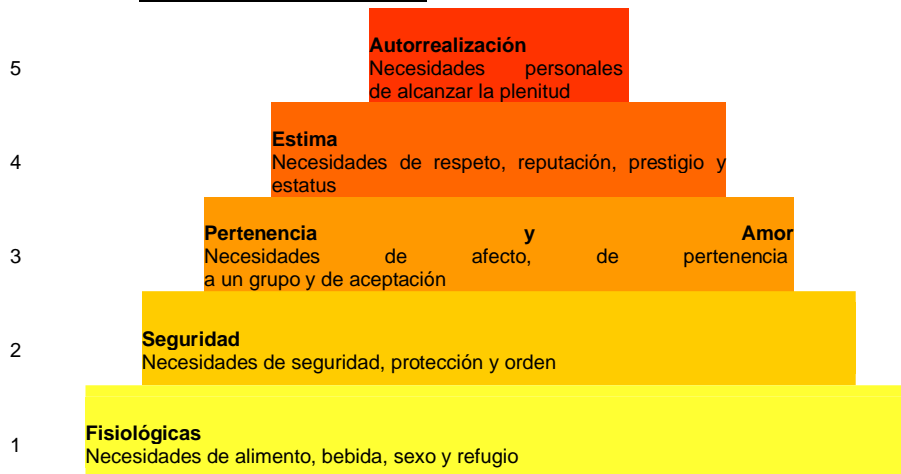 5
Autorrealización
Necesidades personales
de alcanzar la plenitud
4
Estima
Necesidades de respeto, reputación, prestigio y
estatus
3
Pertenencia y Amor
Necesidades de afecto, de pertenencia
a un grupo y de aceptación
2
Seguridad
Necesidades de seguridad, protección y orden
1
Fisiológicas
Necesidades de alimento, bebida, sexo y refugio